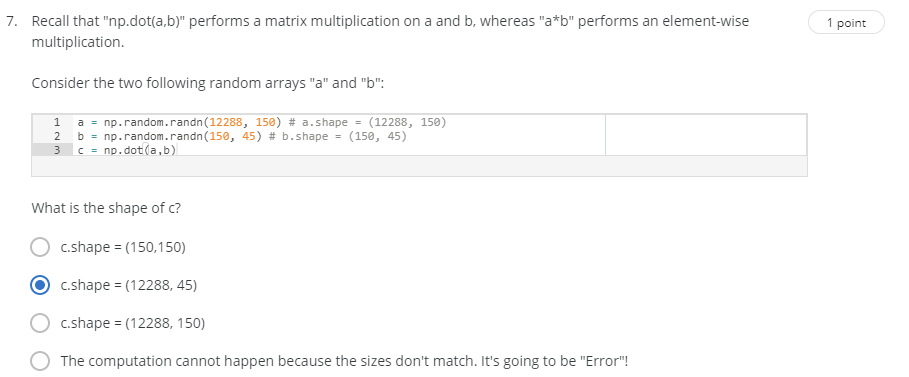 7. Recall that "np.dot(a,b)" performs a matrix multiplication on a and b, whereas "a*b" performs an element-wise
multiplication.
1 point
Consider the two following random arrays "a" and "b":
1 a = np.random.randn(12288, 150) # a.shape = (12288, 150)
2 b = np.random.randn(150, 45) # b.shape = (150, 45)
3 c = np.dot(a,b)
What is the shape of c?
c.shape = (150,150)
c.shape = (12288, 45)
c.shape = (12288, 150)
The computation cannot happen because the sizes don't match. It's going to be "Error"!